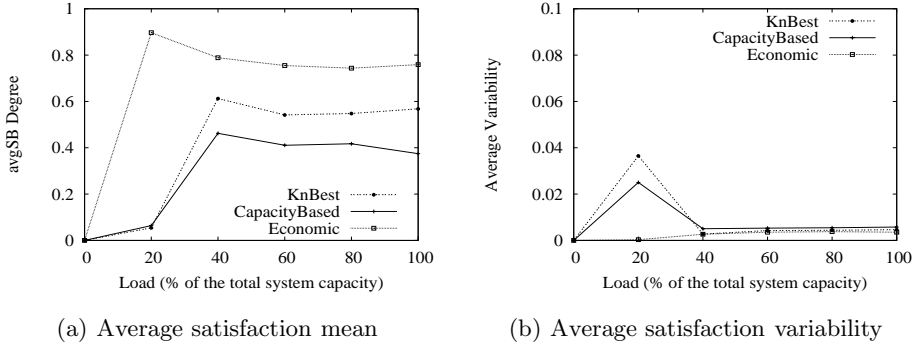 1
0.8
0.6
0.4
0.2
0
avgSB Degree
KnBest
CapacityBased
Economic
0 20 40 60 80 100
Load (% of the total system capacity)
(a) Average satisfaction mean
0.1
0.08
0.06
0.04
0.02
0
Average Variability
KnBest
CapacityBased
Economic
0 20 40 60 80 100
Load (% of the total system capacity)
(b) Average satisfaction variability